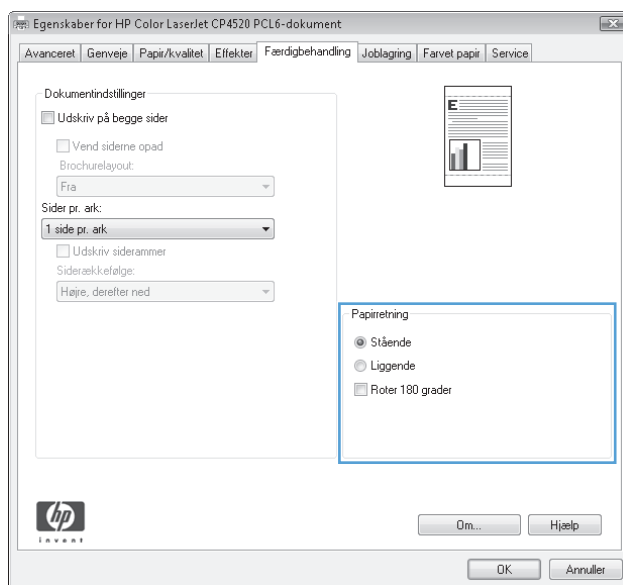 Egenskaber for HP Color LaserJet CP4520 PCL6-dokument
Avanceret Genveje Papir/kvalitet Effekter Færdigbehandling Joblagring Farvet papir Service
Dokumentindstillinger
Udskriv på begge sider
Vend siderne opad
Brochurelayout:
Fra
Sider pr. ark:
1 side pr. ark
Udskriv siderammer
Siderækkefølge:
Højre, derefter ned
E
Papirretning
Stående
Liggende
Roter 180 grader
hp
invent
Om... Hjælp
OK Annuller